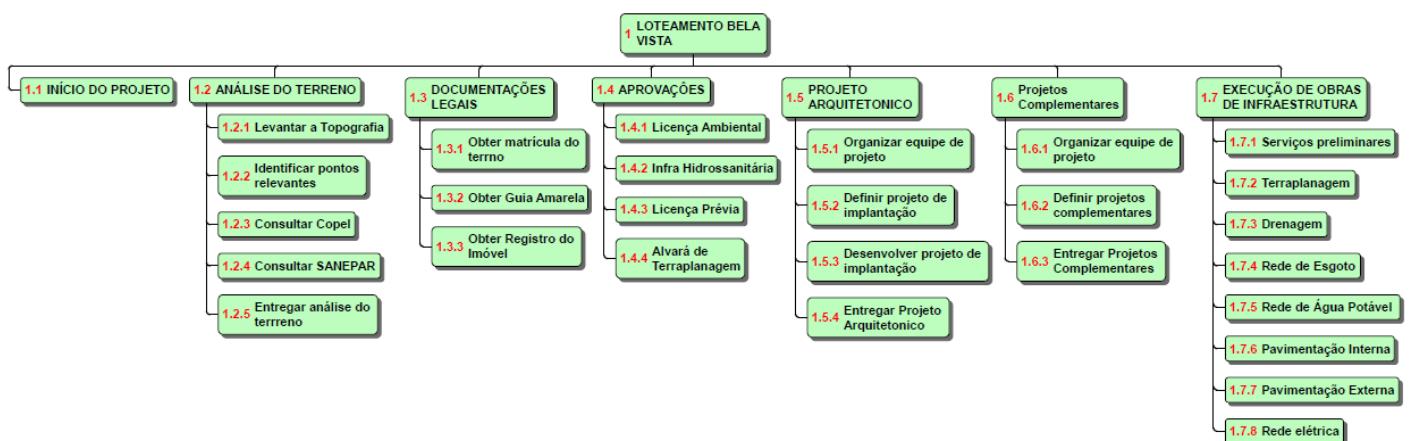 1 LOTEAMENTO BELA
VISTA
1.1 INÍCIO DO PROJETO
1.2 ANÁLISE DO TERRENO
1.2.1 Levantar a Topografia
1.2.2 Identificar pontos
relevantes
1.2.3 Consultar Copel
1.2.4 Consultar SANEPAR
1.2.5 Entregar análise do
terrreno
1.3 DOCUMENTAÇÕES
LEGAIS
1.3.1 Obter matrícula do
terrno
1.3.2 Obter Guia Amarela
1.3.3 Obter Registro do
Imóvel
1.4 APROVAÇÕES
1.4.1 Licença Ambiental
1.4.2 Infra Hidrossanitária
1.4.3 Licença Prévia
1.4.4 Alvará de
Terraplanagem
1.5 PROJETO
ARQUITETONICO
1.5.1 Organizar equipe de
projeto
1.5.2 Definir projeto de
implantação
1.5.3 Desenvolver projeto de
implantação
1.5.4 Entregar Projeto
Arquitetonico
1.6 Projetos
Complementares
1.6.1 Organizar equipe de
projeto
1.6.2 Definir projetos
complementares
1.6.3 Entregar Projetos
Complementares
1.7 EXECUÇÃO DE OBRAS
DE INFRAESTRUTURA
1.7.1 Serviços preliminares
1.7.2 Terraplanagem
1.7.3 Drenagem
1.7.4 Rede de Esgoto
1.7.5 Rede de Água Potável
1.7.6 Pavimentação Interna
1.7.7 Pavimentação Externa
1.7.8 Rede elétrica